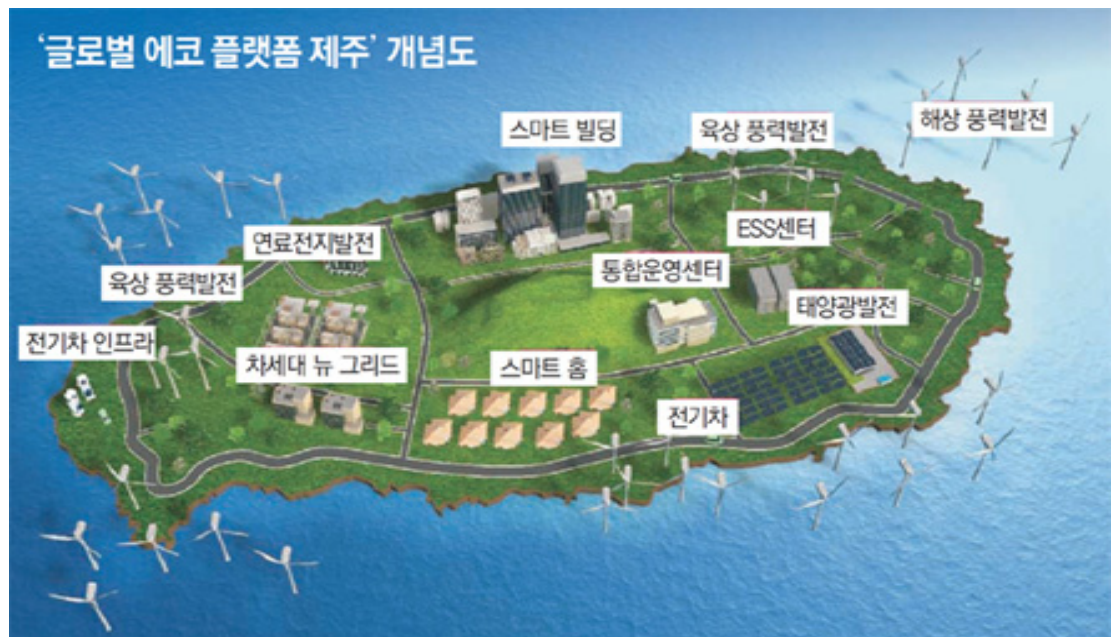 ‘글로벌 에코 플랫폼 제주’ 개념도
스마트 빌딩
육상 풍력발전
해상 풍력발전
연료전지발전
ESS센터
육상 풍력발전
통합운영센터
태양광발전
전기차 인프라
차세대 뉴 그리드
스마트 홈
전기차